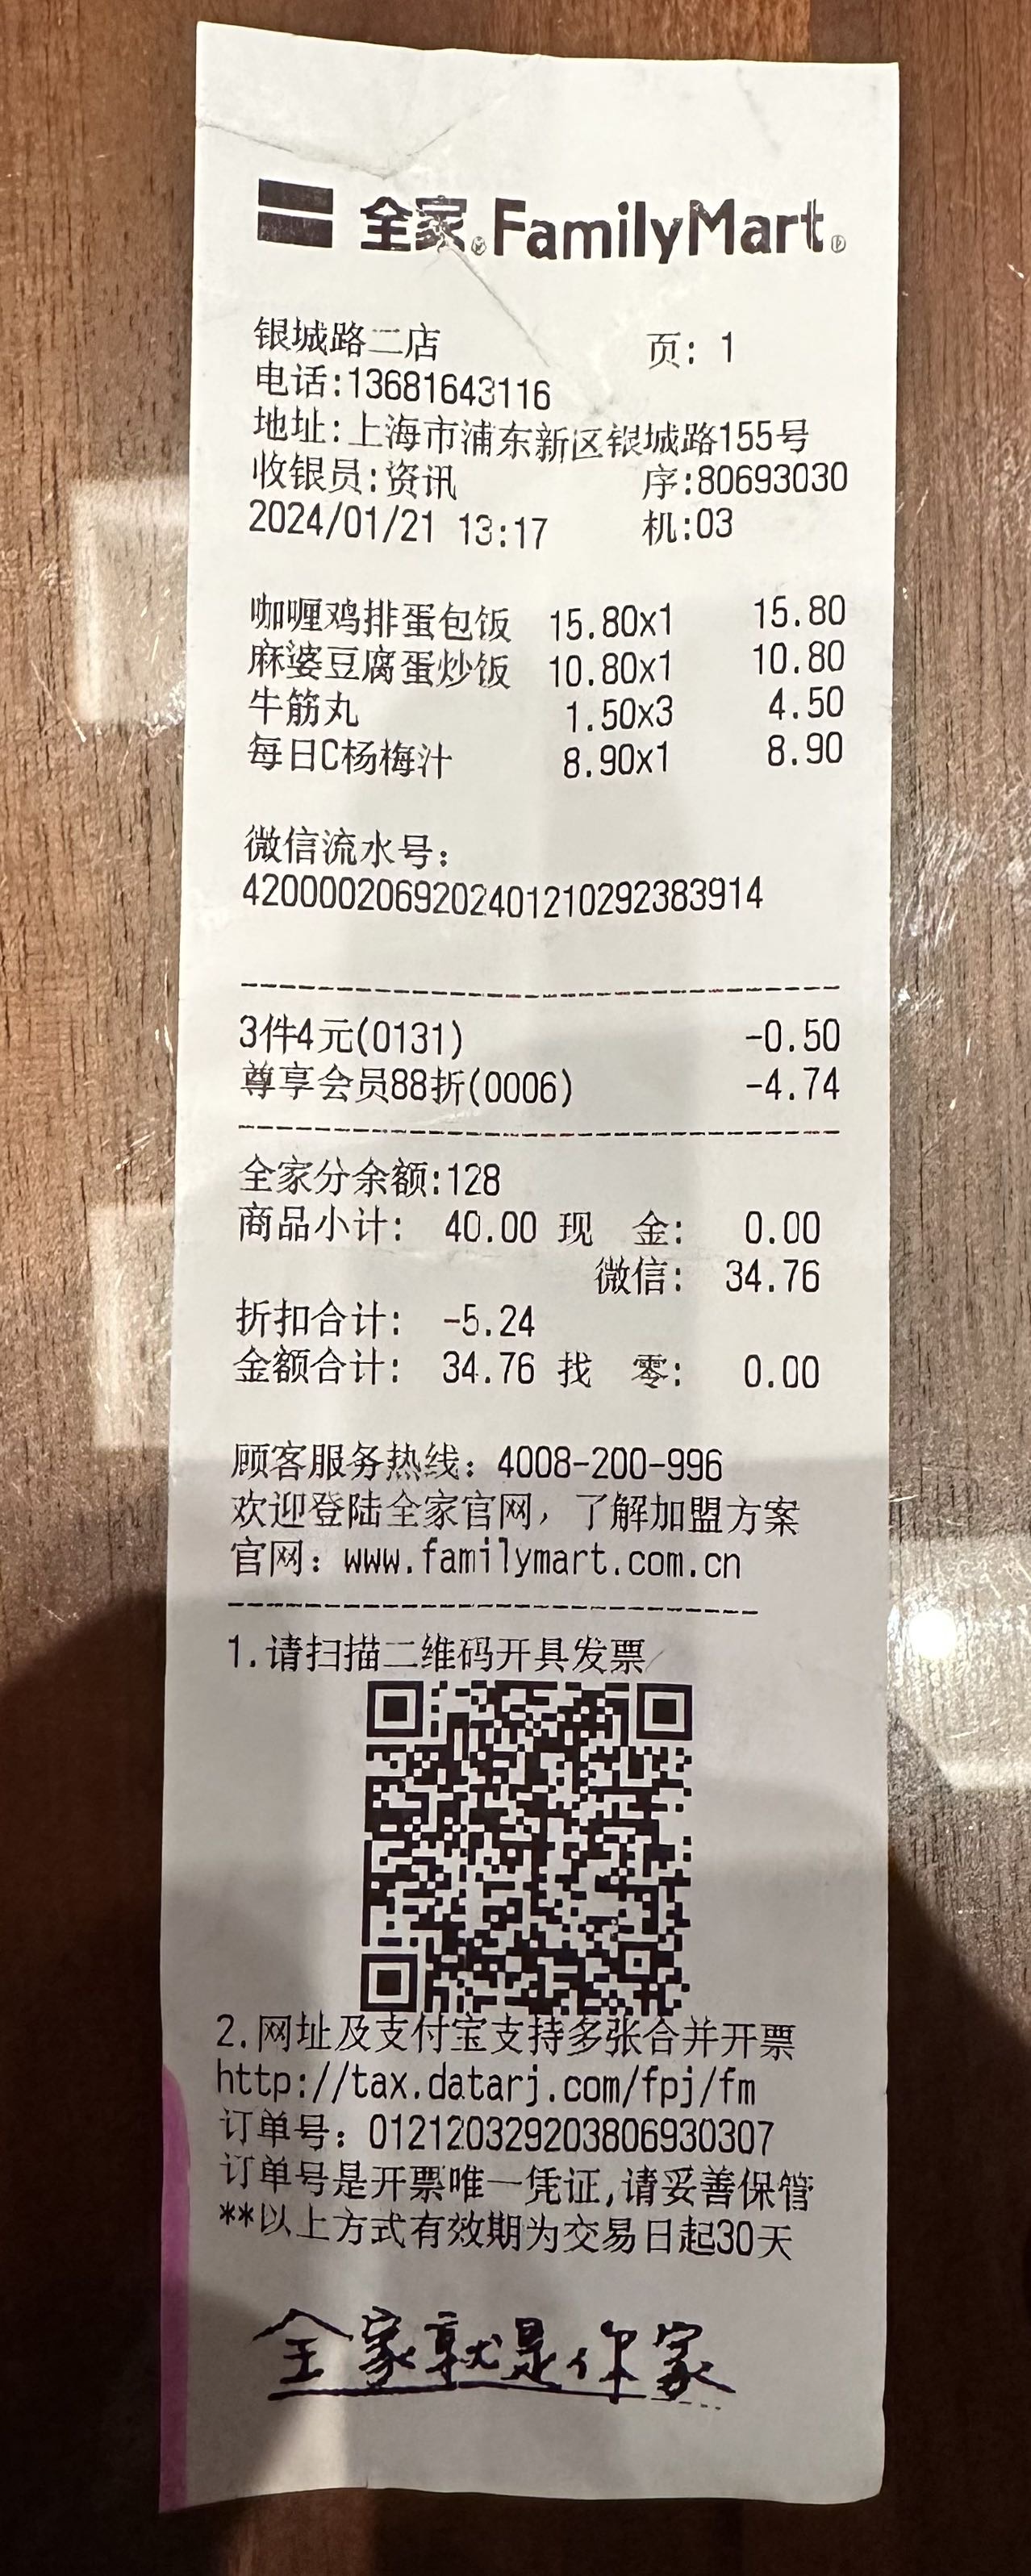 全家®FamilyMart®
银城路二店 页: 1
电话:13681643116
地址:上海市浦东新区银城路155号
收银员:资讯 序:80693030
2024/01/21 13:17 机:03
咖喱鸡排蛋包饭 15.80x1 15.80
麻婆豆腐蛋炒饭 10.80x1 10.80
牛筋丸 1.50x3 4.50
每日C杨梅汁 8.90x1 8.90
微信流水号:
4200002069202401210292383914
3件4元(0131) -0.50
尊享会员88折(0006) -4.74
全家分余额:128
商品小计: 40.00 现 金: 0.00
微信: 34.76
折扣合计: -5.24
金额合计: 34.76 找 零: 0.00
顾客服务热线: 4008-200-996
欢迎登陆全家官网, 了解加盟方案
官网: www.familymart.com.cn
1.请扫描二维码开具发票
2.网址及支付宝支持多张合并开票
http://tax.datarj.com/fpj/fm
订单号: 012120329203806930307
订单号是开票唯一凭证,请妥善保管
**以上方式有效期为交易日起30天
全家就是你家